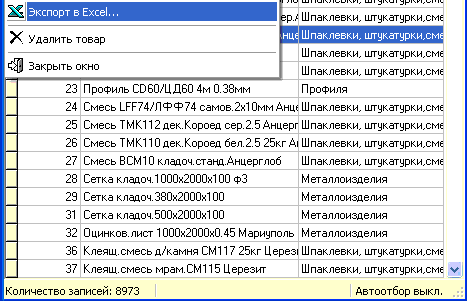 Экспорт в Excel...
Удалить товар
Закрыть окно
Шпаклевки, штукатурки,сме
Анце Шпаклевки, штукатурки,сме
Шпаклевки, штукатурки,сме
Шпаклевки, штукатурки,сме
23 Профиль CD60/ЦД60 4м 0.38мм Профиля
24 Смесь LFF74/ЛФФ74 самов.2х10мм Анцер Шпаклевки, штукатурки,сме
25 Смесь ТМК112 дек.Короед сер.2.5 Анцерг Шпаклевки, штукатурки,сме
26 Смесь ТМК110 дек.Короед бел.2.5 25кг А Шпаклевки, штукатурки,сме
27 Смесь ВСМ10 кладоч.станд.Анцерглоб Шпаклевки, штукатурки,сме
28 Сетка кладоч.1000х2000х100 ф3 Металлоизделия
29 Сетка кладоч.380х2000х100 Металлоизделия
31 Сетка кладоч.500х2000х100 Металлоизделия
32 Оцинков.лист 1000х2000х0.45 Мариуполь Металлоизделия
36 Клеящ.смесь д/камня СМ117 25кг Церези Шпаклевки, штукатурки,сме
37 Клеящ.смесь мрам.СМ115 Церезит Шпаклевки, штукатурки,сме
Количество записей: 8973 Автоотбор выкл.